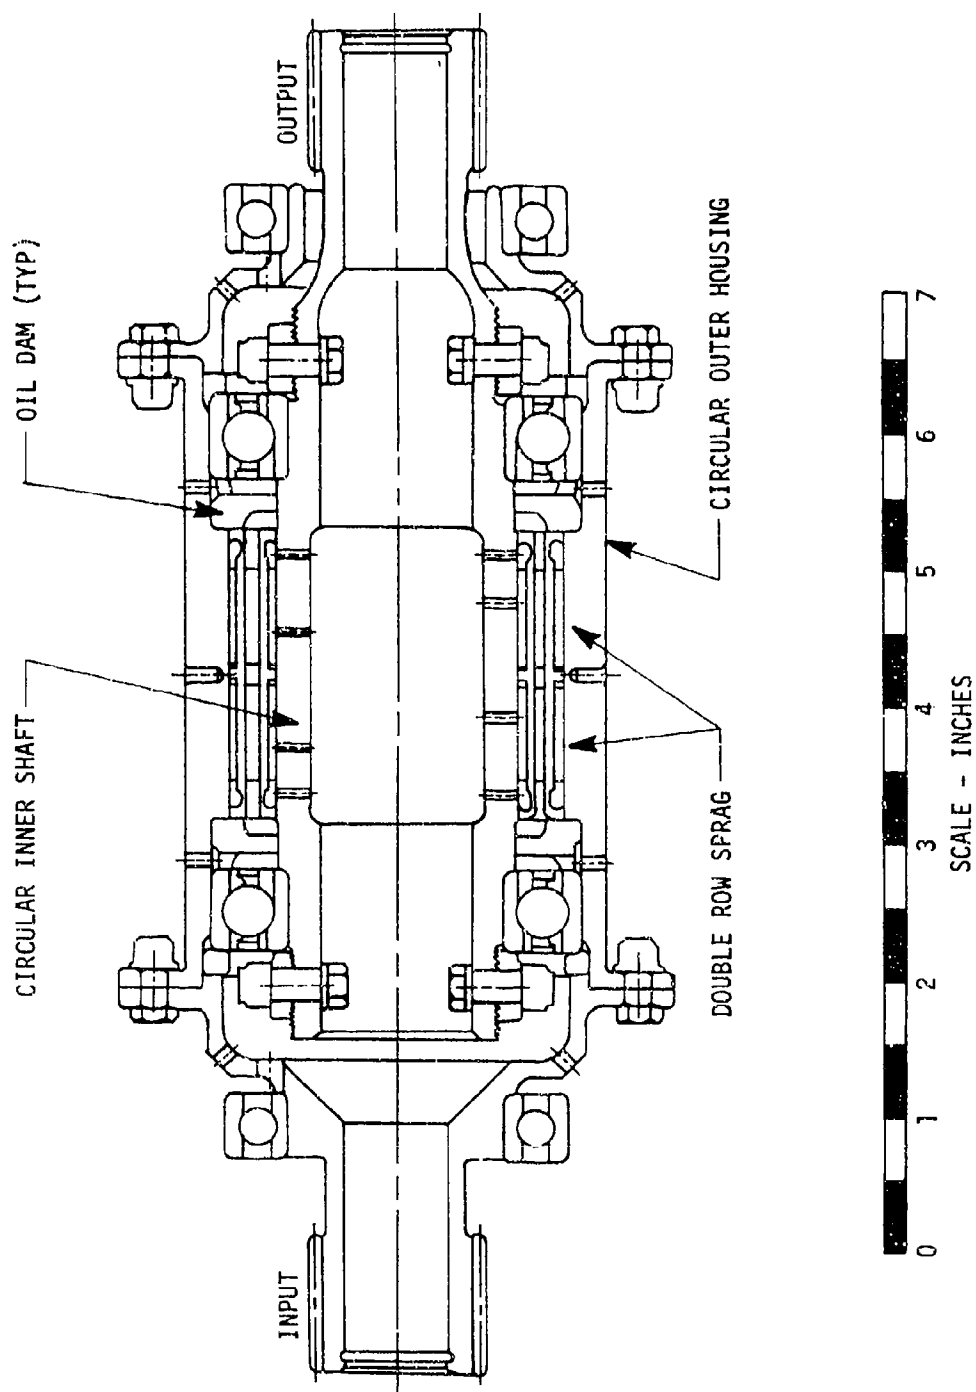 INPUT
OUTPUT
CIRCULAR INNER SHAFT
OIL DAM (TYP)
DOUBLE ROW SPRAG
CIRCULAR OUTER HOUSING
0 1 2 3 4 5 6 7
SCALE - INCHES